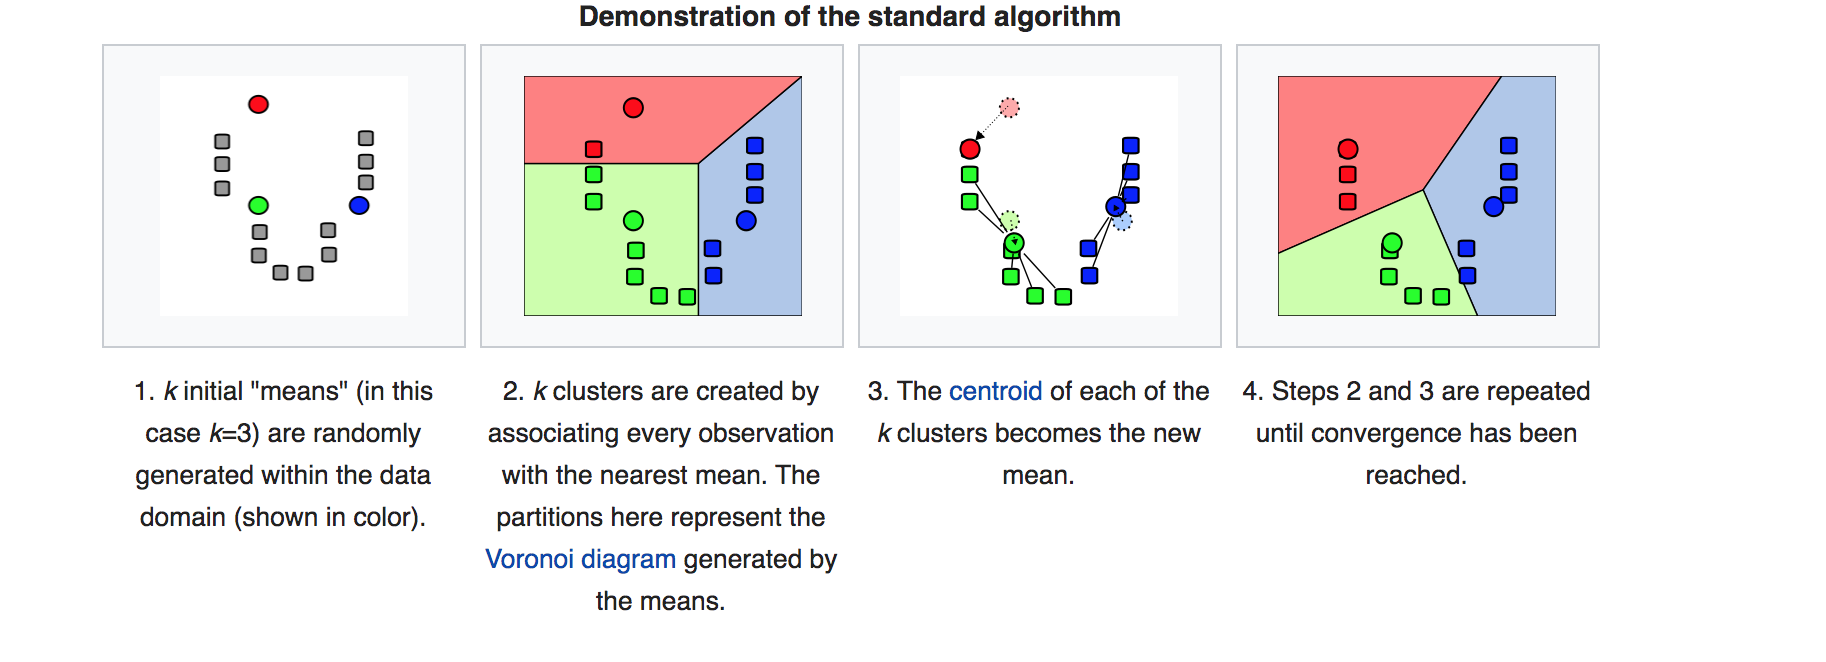 Demonstration of the standard algorithm
1. k initial "means" (in this
case k=3) are randomly
generated within the data
domain (shown in color).
2. k clusters are created by
associating every observation
with the nearest mean. The
partitions here represent the
Voronoi diagram generated by
the means.
3. The centroid of each of the
k clusters becomes the new
mean.
4. Steps 2 and 3 are repeated
until convergence has been
reached.